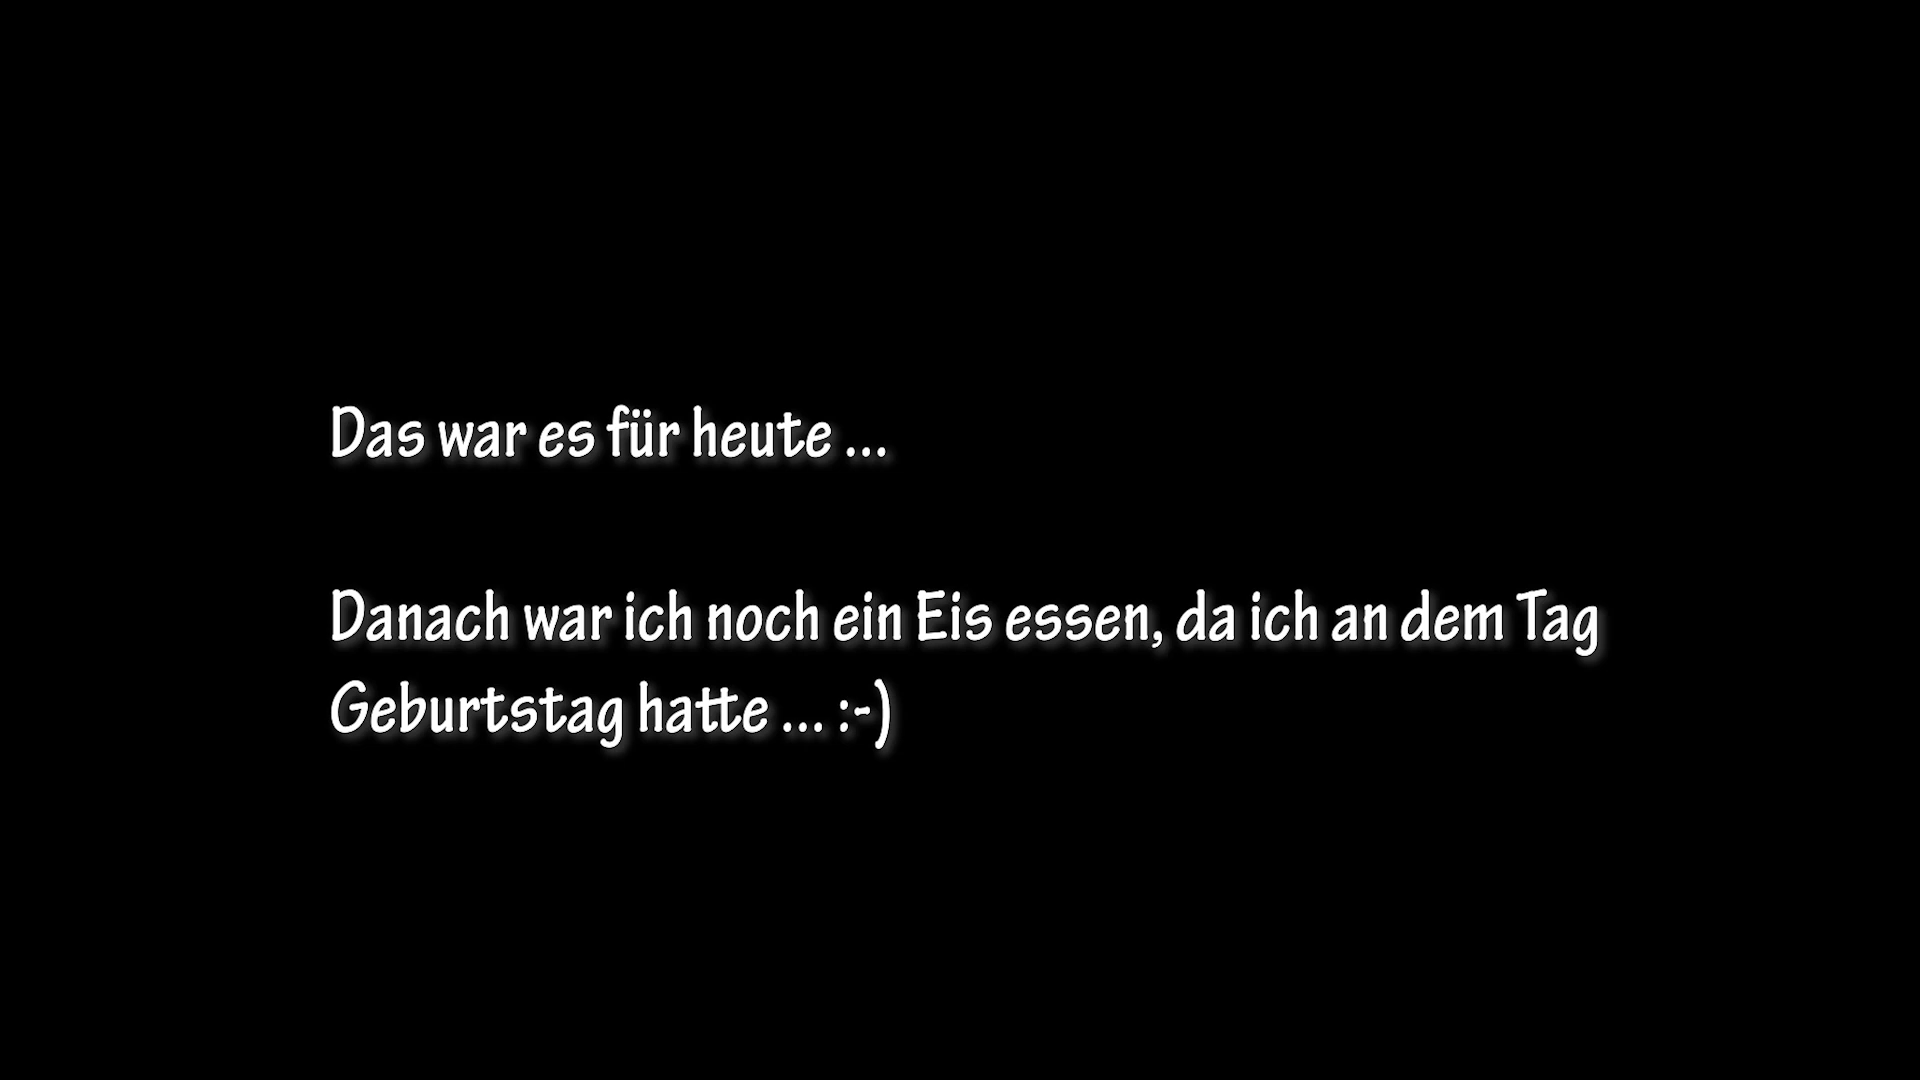 Das war es für heute ...
Danach war ich noch ein Eis essen, da ich an dem Tag
Geburtstag hatte ... :-)